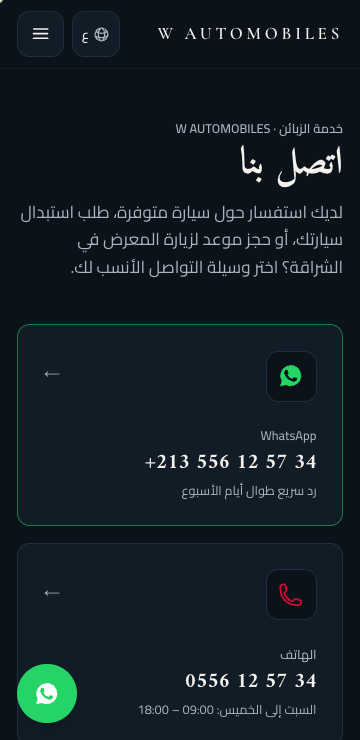 W AUTOMOBILES
ع
خدمة الزبائن · W AUTOMOBILES
اتصل بنا
لديك استفسار حول سيارة متوفرة، طلب استبدال
سيارتك، أو حجز موعد لزيارة المعرض في
الشراقة؟ اختر وسيلة التواصل الأنسب لك.
←
WhatsApp
+213 556 12 57 34
رد سريع طوال أيام الأسبوع
←
الهاتف
0556 12 57 34
السبت إلى الخميس: 09:00 – 18:00